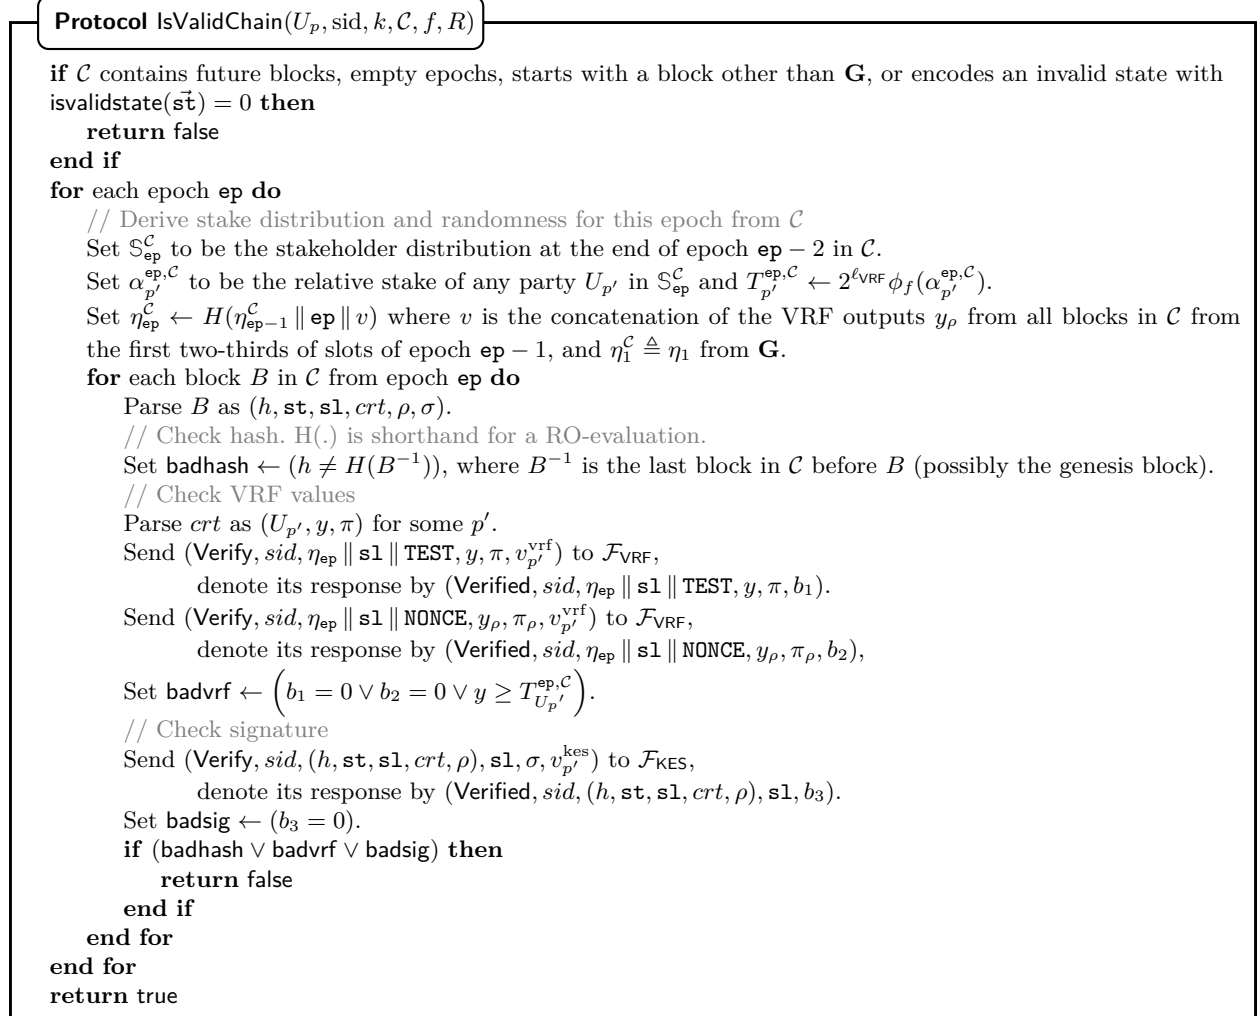 Protocol IsValidChain(U_p, sid, k, 𝒞, f, R)
if 𝒞 contains future blocks, empty epochs, starts with a block other than G, or encodes an invalid state with
isvalidstate(s⃗t) = 0 then
return false
end if
for each epoch ep do
// Derive stake distribution and randomness for this epoch from 𝒞
Set 𝕊_ep^𝒞 to be the stakeholder distribution at the end of epoch ep − 2 in 𝒞.
Set α_{p′}^{ep,𝒞} to be the relative stake of any party U_{p′} in 𝕊_ep^𝒞 and T_{p′}^{ep,𝒞} ← 2^{ℓ_VRF} ϕ_f(α_{p′}^{ep,𝒞}).
Set η_ep^𝒞 ← H(η_{ep−1}^𝒞 ∥ ep ∥ v) where v is the concatenation of the VRF outputs y_ρ from all blocks in 𝒞 from
the first two-thirds of slots of epoch ep − 1, and η_1^𝒞 ≜ η_1 from G.
for each block B in 𝒞 from epoch ep do
Parse B as (h, st, sl, crt, ρ, σ).
// Check hash. H(.) is shorthand for a RO-evaluation.
Set badhash ← (h ≠ H(B^{−1})), where B^{−1} is the last block in 𝒞 before B (possibly the genesis block).
// Check VRF values
Parse crt as (U_{p′}, y, π) for some p′.
Send (Verify, sid, η_ep ∥ sl ∥ TEST, y, π, v_{p′}^{vrf}) to ℱ_VRF,
denote its response by (Verified, sid, η_ep ∥ sl ∥ TEST, y, π, b_1).
Send (Verify, sid, η_ep ∥ sl ∥ NONCE, y_ρ, π_ρ, v_{p′}^{vrf}) to ℱ_VRF,
denote its response by (Verified, sid, η_ep ∥ sl ∥ NONCE, y_ρ, π_ρ, b_2),
Set badvrf ← (b_1 = 0 ∨ b_2 = 0 ∨ y ≥ T_{U_{p′}}^{ep,𝒞}).
// Check signature
Send (Verify, sid, (h, st, sl, crt, ρ), sl, σ, v_{p′}^{kes}) to ℱ_KES,
denote its response by (Verified, sid, (h, st, sl, crt, ρ), sl, b_3).
Set badsig ← (b_3 = 0).
if (badhash ∨ badvrf ∨ badsig) then
return false
end if
end for
end for
return true